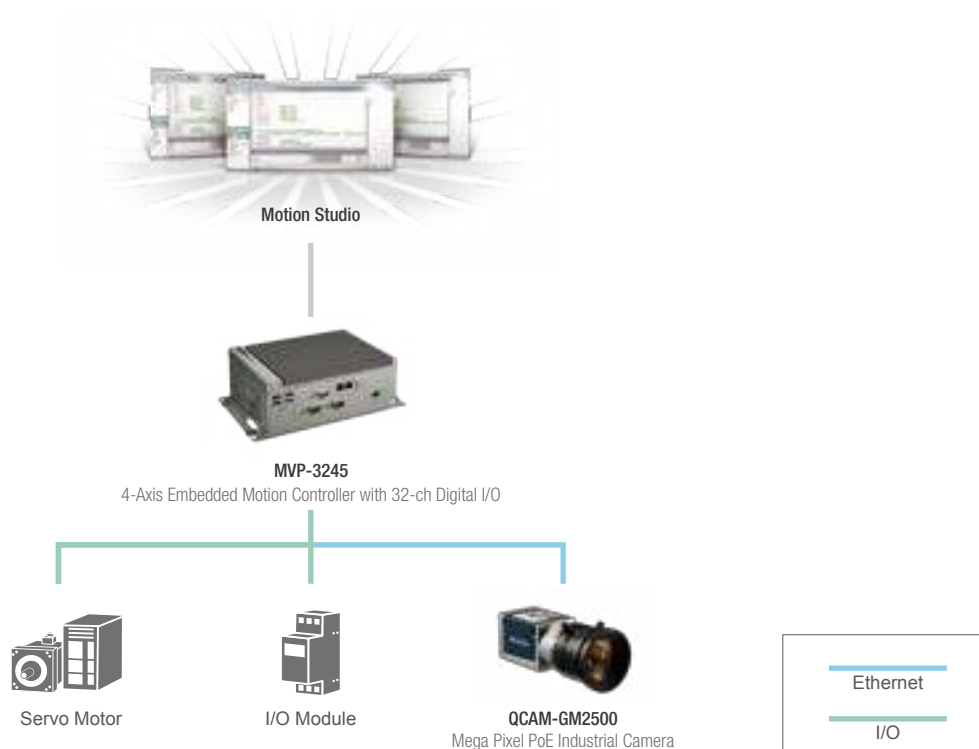 Motion Studio
MVP-3245
4-Axis Embedded Motion Controller with 32-ch Digital I/O
Servo Motor
I/O Module
QCAM-GM2500
Mega Pixel PoE Industrial Camera
Ethernet
I/O